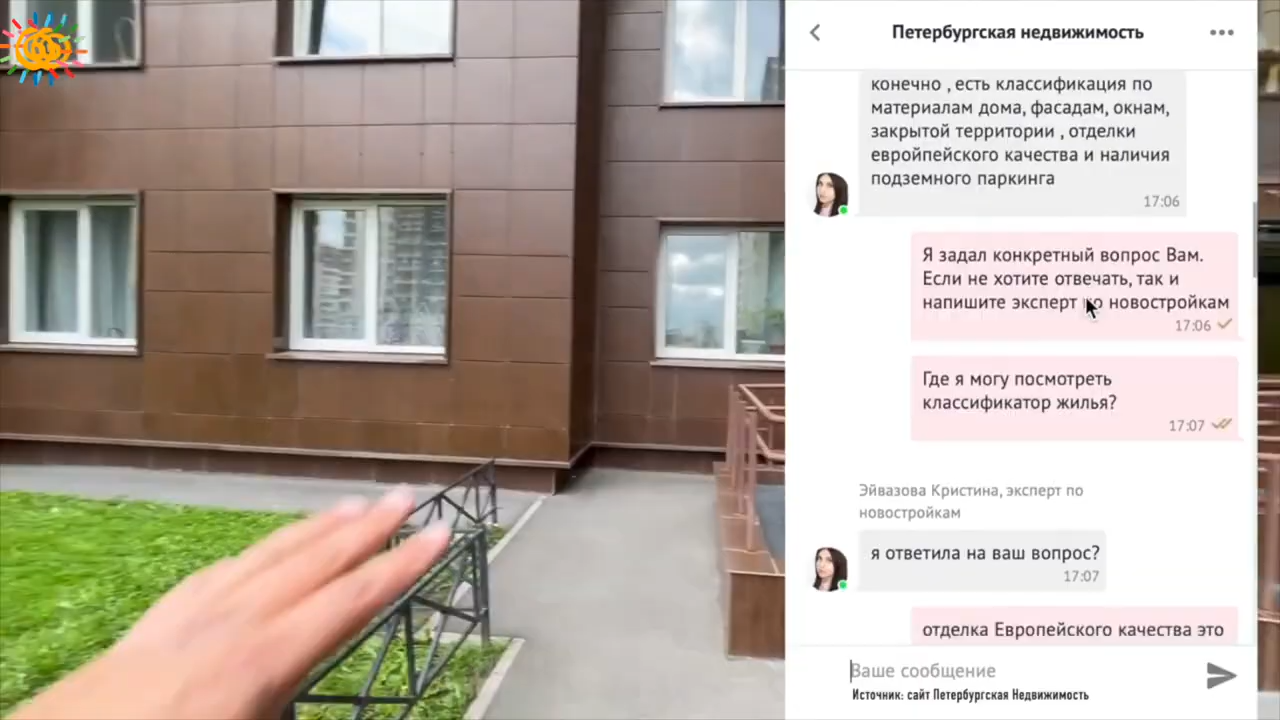 Петербургская недвижимость
конечно , есть классификация по
материалам дома, фасадам, окнам,
закрытой территории , отделки
евройпейского качества и наличия
подземного паркинга
17:06
Я задал конкретный вопрос Вам.
Если не хотите отвечать, так и
напишите эксперт по новостройкам
17:06
Где я могу посмотреть
классификатор жилья?
17:07
Эйвазова Кристина, эксперт по
новостройкам
я ответила на ваш вопрос?
17:07
отделка Европейского качества это
Ваше сообщение
Источник: сайт Петербургская Недвижимость